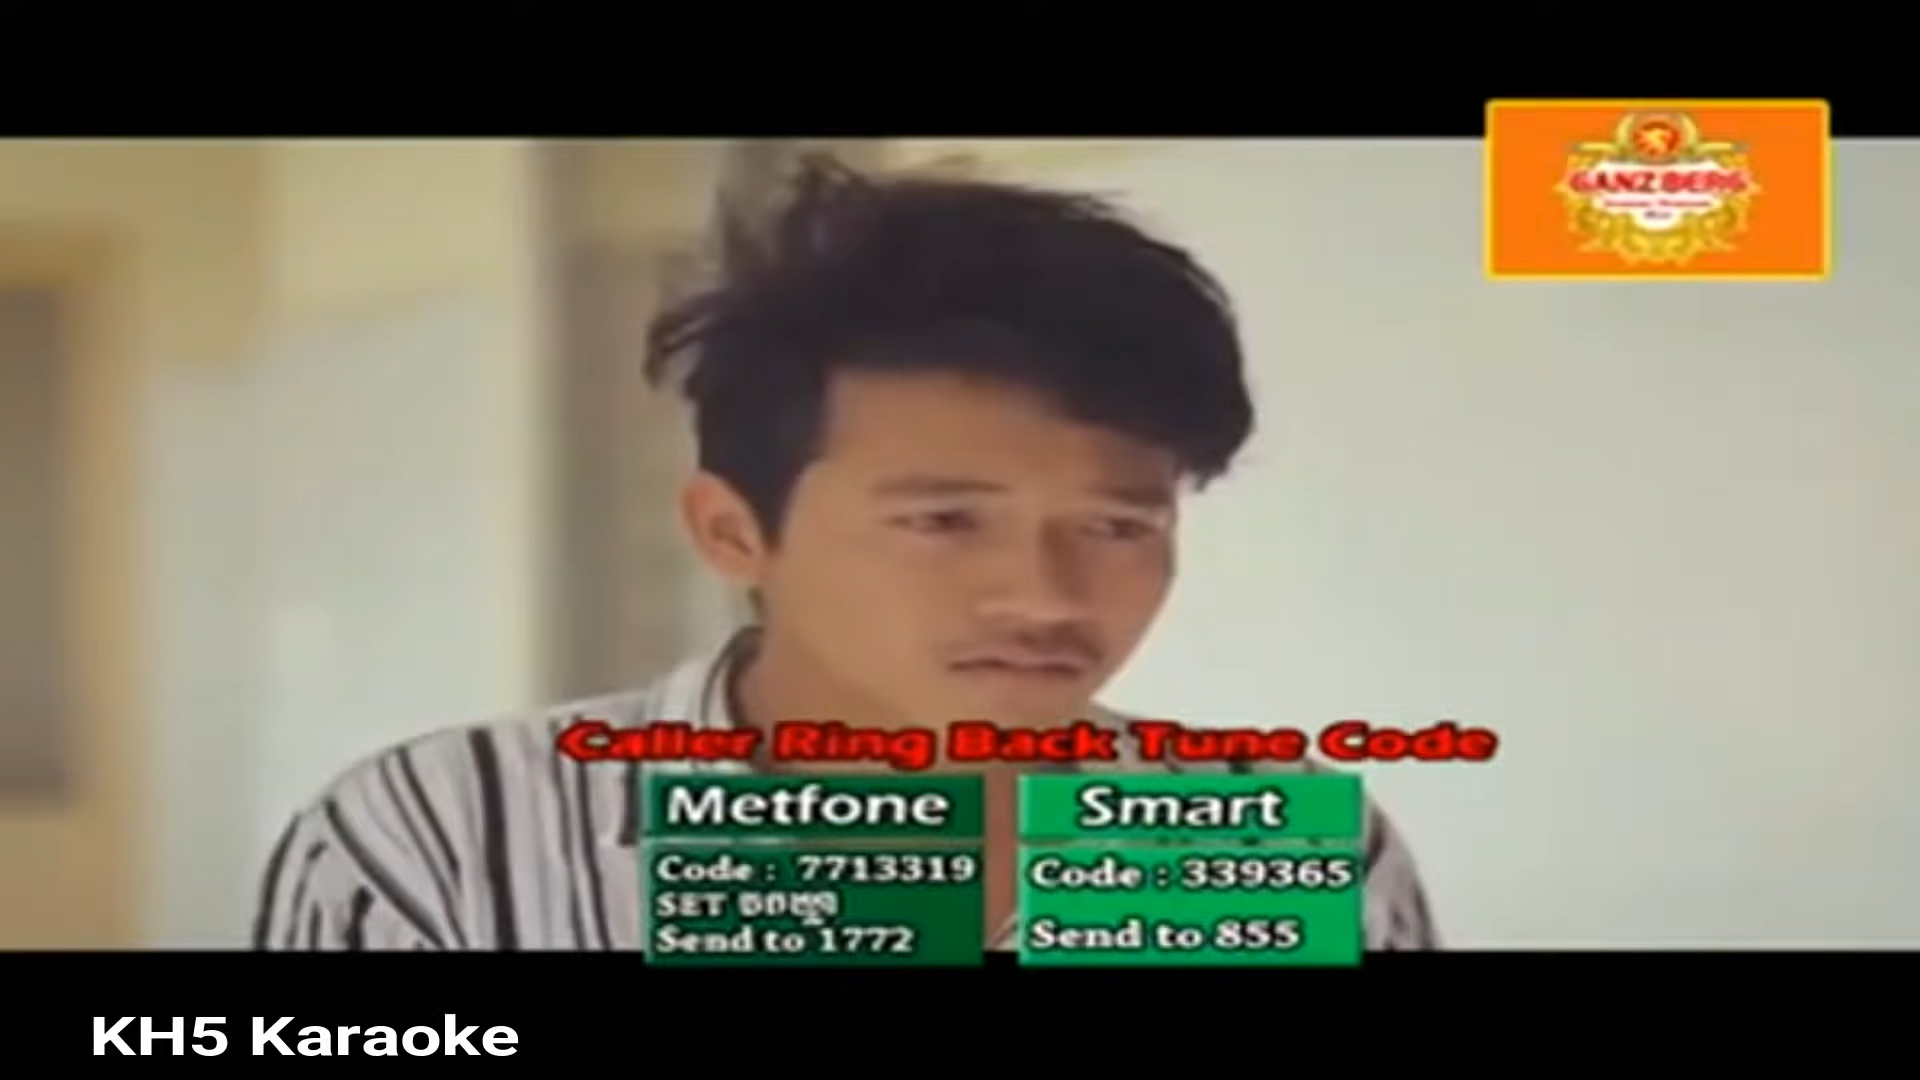 GANZBERG
Caller Ring Back Tune Code
Metfone
Code : 7713319
SET
Send to 1772
Smart
Code : 339365
Send to 855
KH5 Karaoke